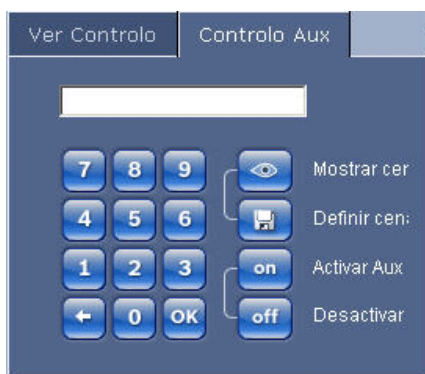 Ver Controlo Controlo Aux
7 8 9 Mostrar cer
4 5 6 Definir cen
1 2 3 on Activar Aux
0 OK off Desactivar